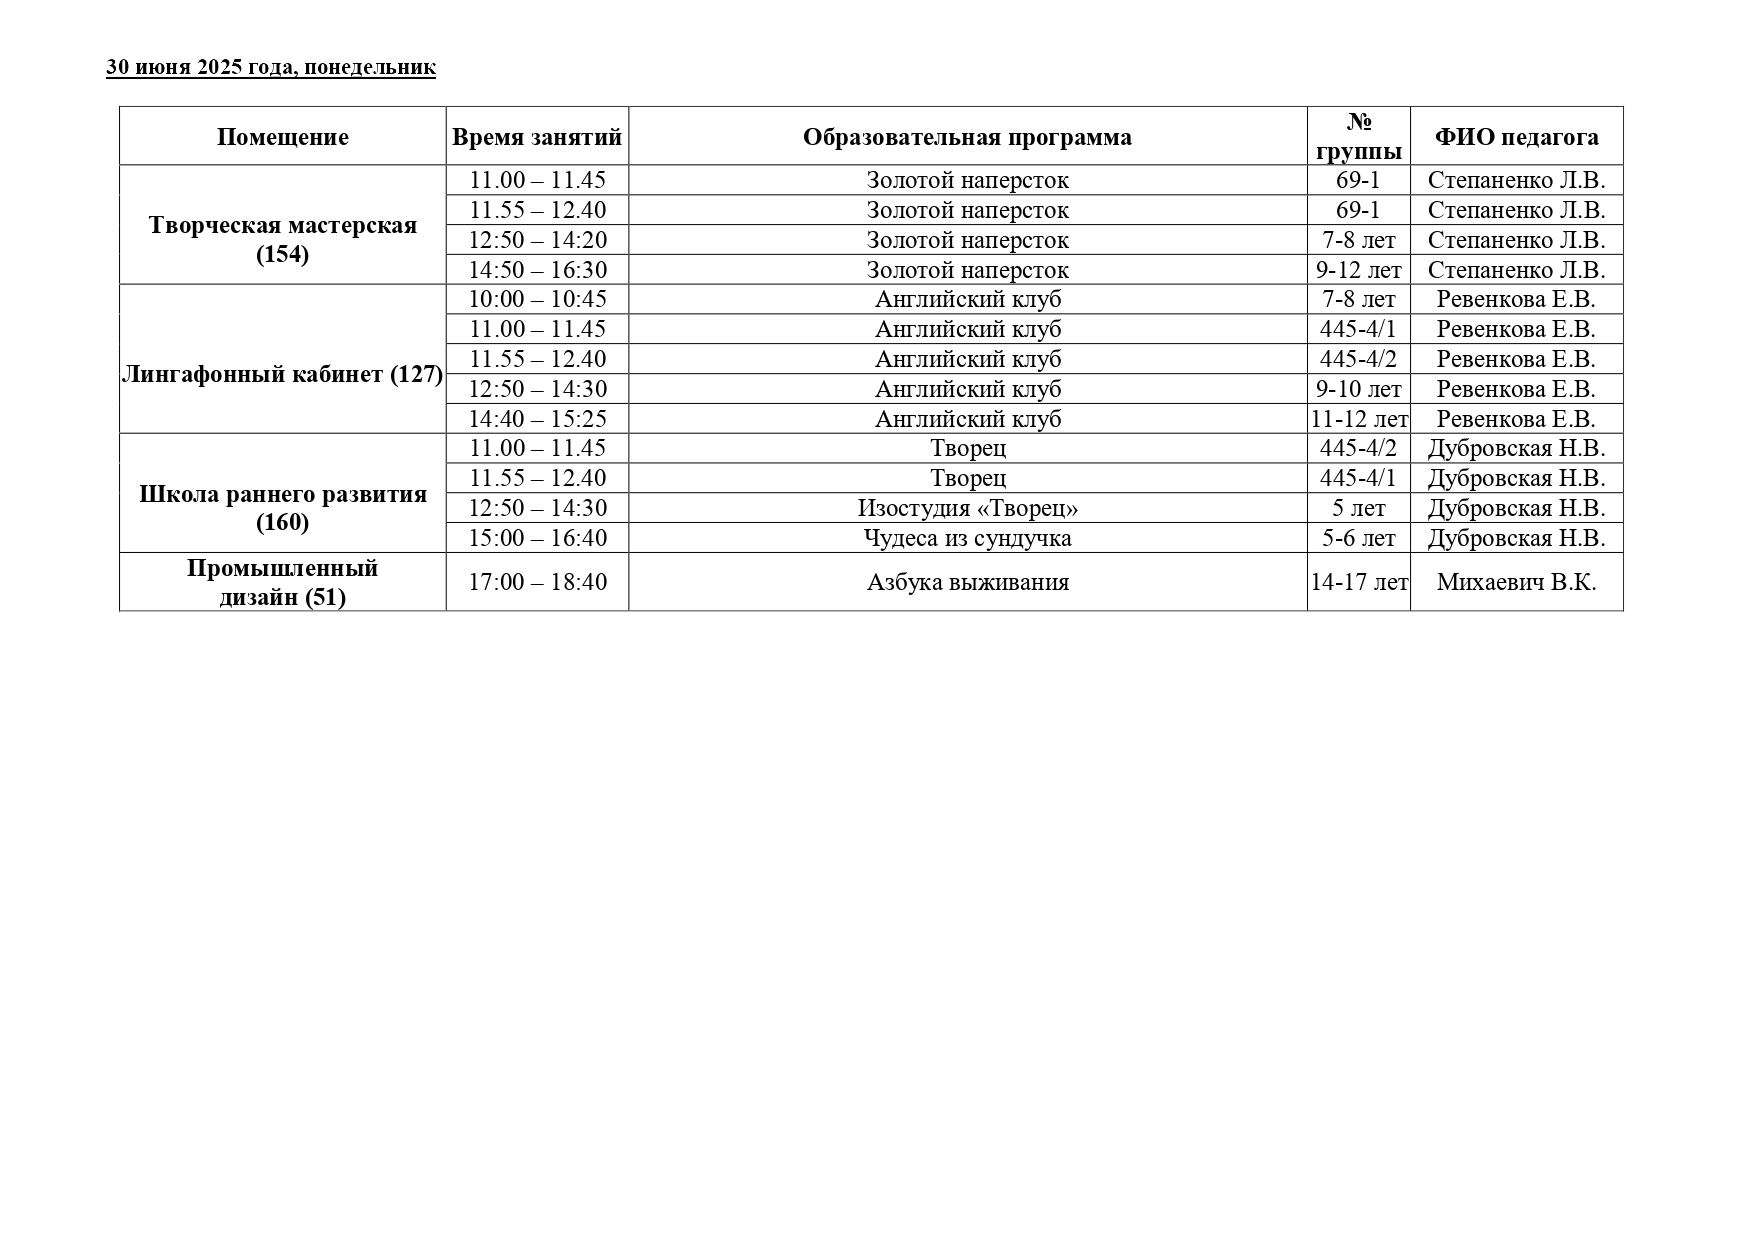 30 июня 2025 года, понедельник
Помещение Время занятий Образовательная программа № группы ФИО педагога
Творческая мастерская (154)
11.00 – 11.45 Золотой наперсток 69-1 Степаненко Л.В.
11.55 – 12.40 Золотой наперсток 69-1 Степаненко Л.В.
12:50 – 14:20 Золотой наперсток 7-8 лет Степаненко Л.В.
14:50 – 16:30 Золотой наперсток 9-12 лет Степаненко Л.В.
Лингафонный кабинет (127)
10:00 – 10:45 Английский клуб 7-8 лет Ревенкова Е.В.
11.00 – 11.45 Английский клуб 445-4/1 Ревенкова Е.В.
11.55 – 12.40 Английский клуб 445-4/2 Ревенкова Е.В.
12:50 – 14:30 Английский клуб 9-10 лет Ревенкова Е.В.
14:40 – 15:25 Английский клуб 11-12 лет Ревенкова Е.В.
Школа раннего развития (160)
11.00 – 11.45 Творец 445-4/2 Дубровская Н.В.
11.55 – 12.40 Творец 445-4/1 Дубровская Н.В.
12:50 – 14:30 Изостудия «Творец» 5 лет Дубровская Н.В.
15:00 – 16:40 Чудеса из сундучка 5-6 лет Дубровская Н.В.
Промышленный дизайн (51)
17:00 – 18:40 Азбука выживания 14-17 лет Михаевич В.К.